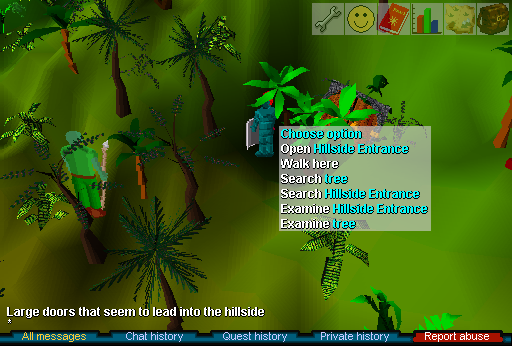 Choose option
Open Hillside Entrance
Walk here
Search tree
Search Hillside Entrance
Examine Hillside Entrance
Examine tree
Large doors that seem to lead into the hillside
*
All messages
Chat history
Quest history
Private history
Report abuse